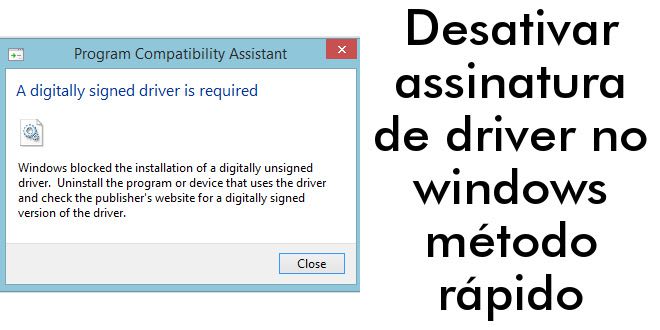 Program Compatibility Assistant
A digitally signed driver is required
Windows blocked the installation of a digitally unsigned
driver. Uninstall the program or device that uses the driver
and check the publisher's website for a digitally signed
version of the driver.
Close
Desativar
assinatura
de driver no
windows
método
rápido